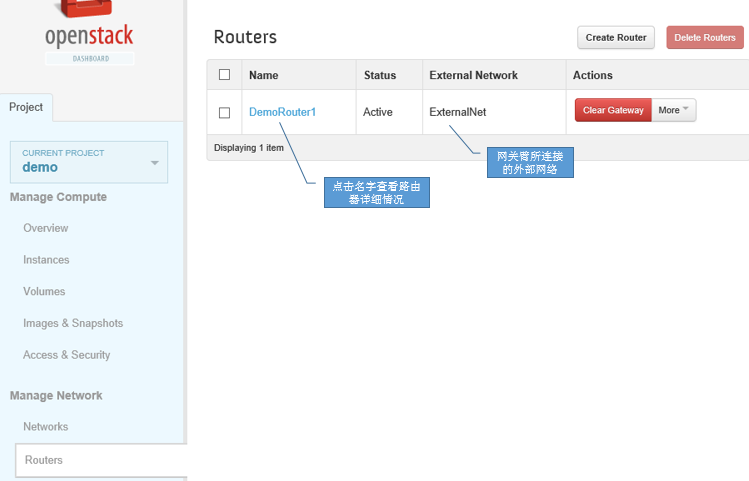 openstack
DASHBOARD
Project
CURRENT PROJECT
demo
Manage Compute
Overview
Instances
Volumes
Images & Snapshots
Access & Security
Manage Network
Networks
Routers
Routers
Create Router
Delete Routers
Name Status External Network Actions
DemoRouter1 Active ExternalNet Clear Gateway More
Displaying 1 item
点击名字查看路由
器详细情况
网关臂所连接
的外部网络